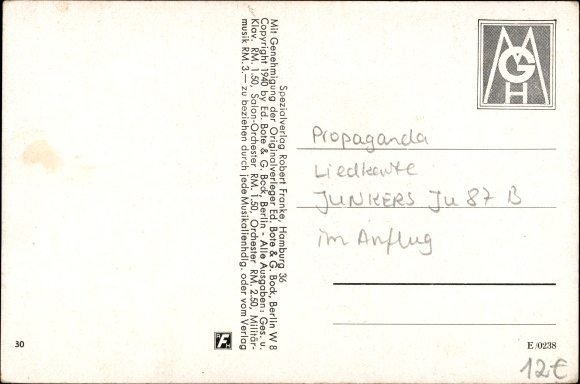 Spezialverlag Robert Franke, Hamburg 36
Mit Genehmigung der Originalverleger Ed. Bote & G. Bock, Berlin W 8
Copyright 1940 by Ed. Bote & G. Bock, Berlin - Alle Ausgaben: Ges. u.
Klav. RM. 1.50, Salon-Orchester RM. 1.50, Orchester RM. 2.50, Militär-
musik RM. 3.— zu beziehen durch jede Musikalienhdlg. oder vom Verlag
Propaganda
Liedkarte
JUNKERS Ju 87 B
im Anflug
30
E/0238
12€